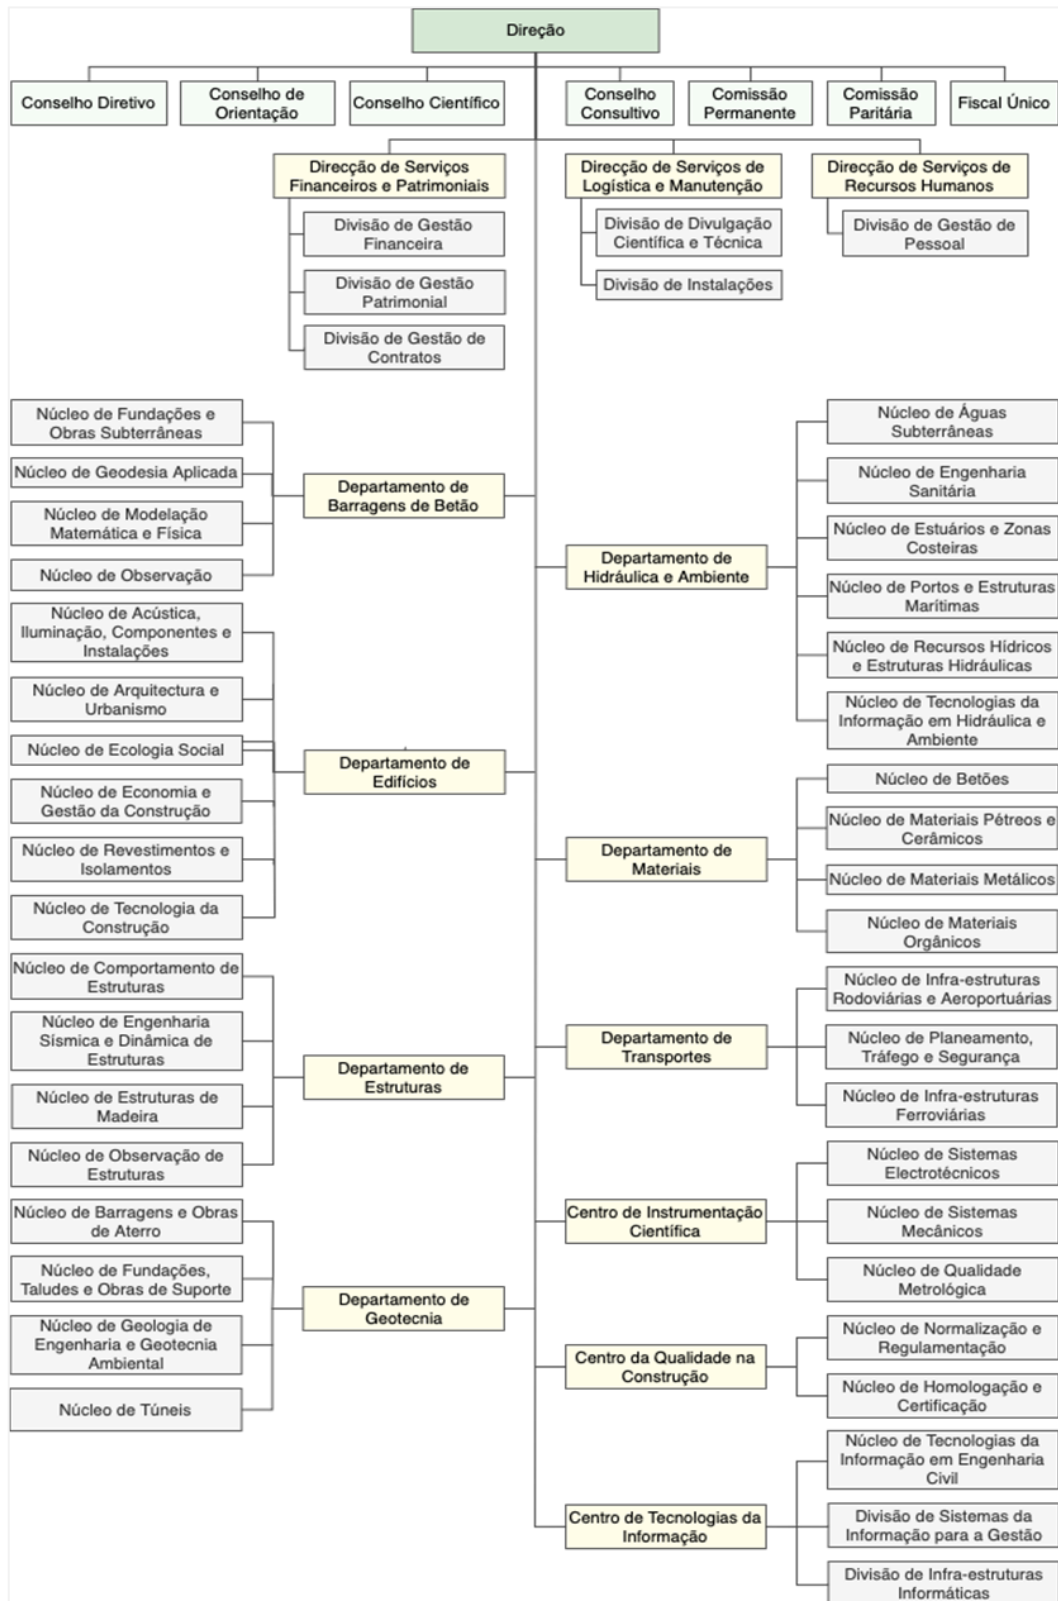 Direção
Conselho Diretivo
Conselho de
Orientação
Conselho Científico
Conselho
Consultivo
Comissão
Permanente
Comissão
Paritária
Fiscal Único
Direcção de Serviços
Financeiros e Patrimoniais
Divisão de Gestão
Financeira
Divisão de Gestão
Patrimonial
Divisão de Gestão de
Contratos
Direcção de Serviços de
Logística e Manutenção
Divisão de Divulgação
Científica e Técnica
Divisão de Instalações
Direcção de Serviços de
Recursos Humanos
Divisão de Gestão de
Pessoal
Departamento de
Barragens de Betão
Núcleo de Fundações e
Obras Subterrâneas
Núcleo de Geodesia Aplicada
Núcleo de Modelação
Matemática e Física
Núcleo de Observação
Departamento de
Edifícios
Núcleo de Acústica,
Iluminação, Componentes e
Instalações
Núcleo de Arquitectura e
Urbanismo
Núcleo de Ecologia Social
Núcleo de Economia e
Gestão da Construção
Núcleo de Revestimentos e
Isolamentos
Núcleo de Tecnologia da
Construção
Departamento de
Estruturas
Núcleo de Comportamento de
Estruturas
Núcleo de Engenharia
Sísmica e Dinâmica de
Estruturas
Núcleo de Estruturas de
Madeira
Núcleo de Observação de
Estruturas
Departamento de
Geotecnia
Núcleo de Barragens e Obras
de Aterro
Núcleo de Fundações,
Taludes e Obras de Suporte
Núcleo de Geologia de
Engenharia e Geotecnia
Ambiental
Núcleo de Túneis
Departamento de
Hidráulica e Ambiente
Núcleo de Águas
Subterrâneas
Núcleo de Engenharia
Sanitária
Núcleo de Estuários e Zonas
Costeiras
Núcleo de Portos e Estruturas
Marítimas
Núcleo de Recursos Hídricos
e Estruturas Hidráulicas
Núcleo de Tecnologias da
Informação em Hidráulica e
Ambiente
Departamento de
Materiais
Núcleo de Betões
Núcleo de Materiais Pétreos e
Cerâmicos
Núcleo de Materiais Metálicos
Núcleo de Materiais
Orgânicos
Departamento de
Transportes
Núcleo de Infra-estruturas
Rodoviárias e Aeroportuárias
Núcleo de Planeamento,
Tráfego e Segurança
Núcleo de Infra-estruturas
Ferroviárias
Centro de Instrumentação
Científica
Núcleo de Sistemas
Electrotécnicos
Núcleo de Sistemas
Mecânicos
Núcleo de Qualidade
Metrológica
Centro da Qualidade na
Construção
Núcleo de Normalização e
Regulamentação
Núcleo de Homologação e
Certificação
Centro de Tecnologias da
Informação
Núcleo de Tecnologias da
Informação em Engenharia
Civil
Divisão de Sistemas da
Informação para a Gestão
Divisão de Infra-estruturas
Informáticas